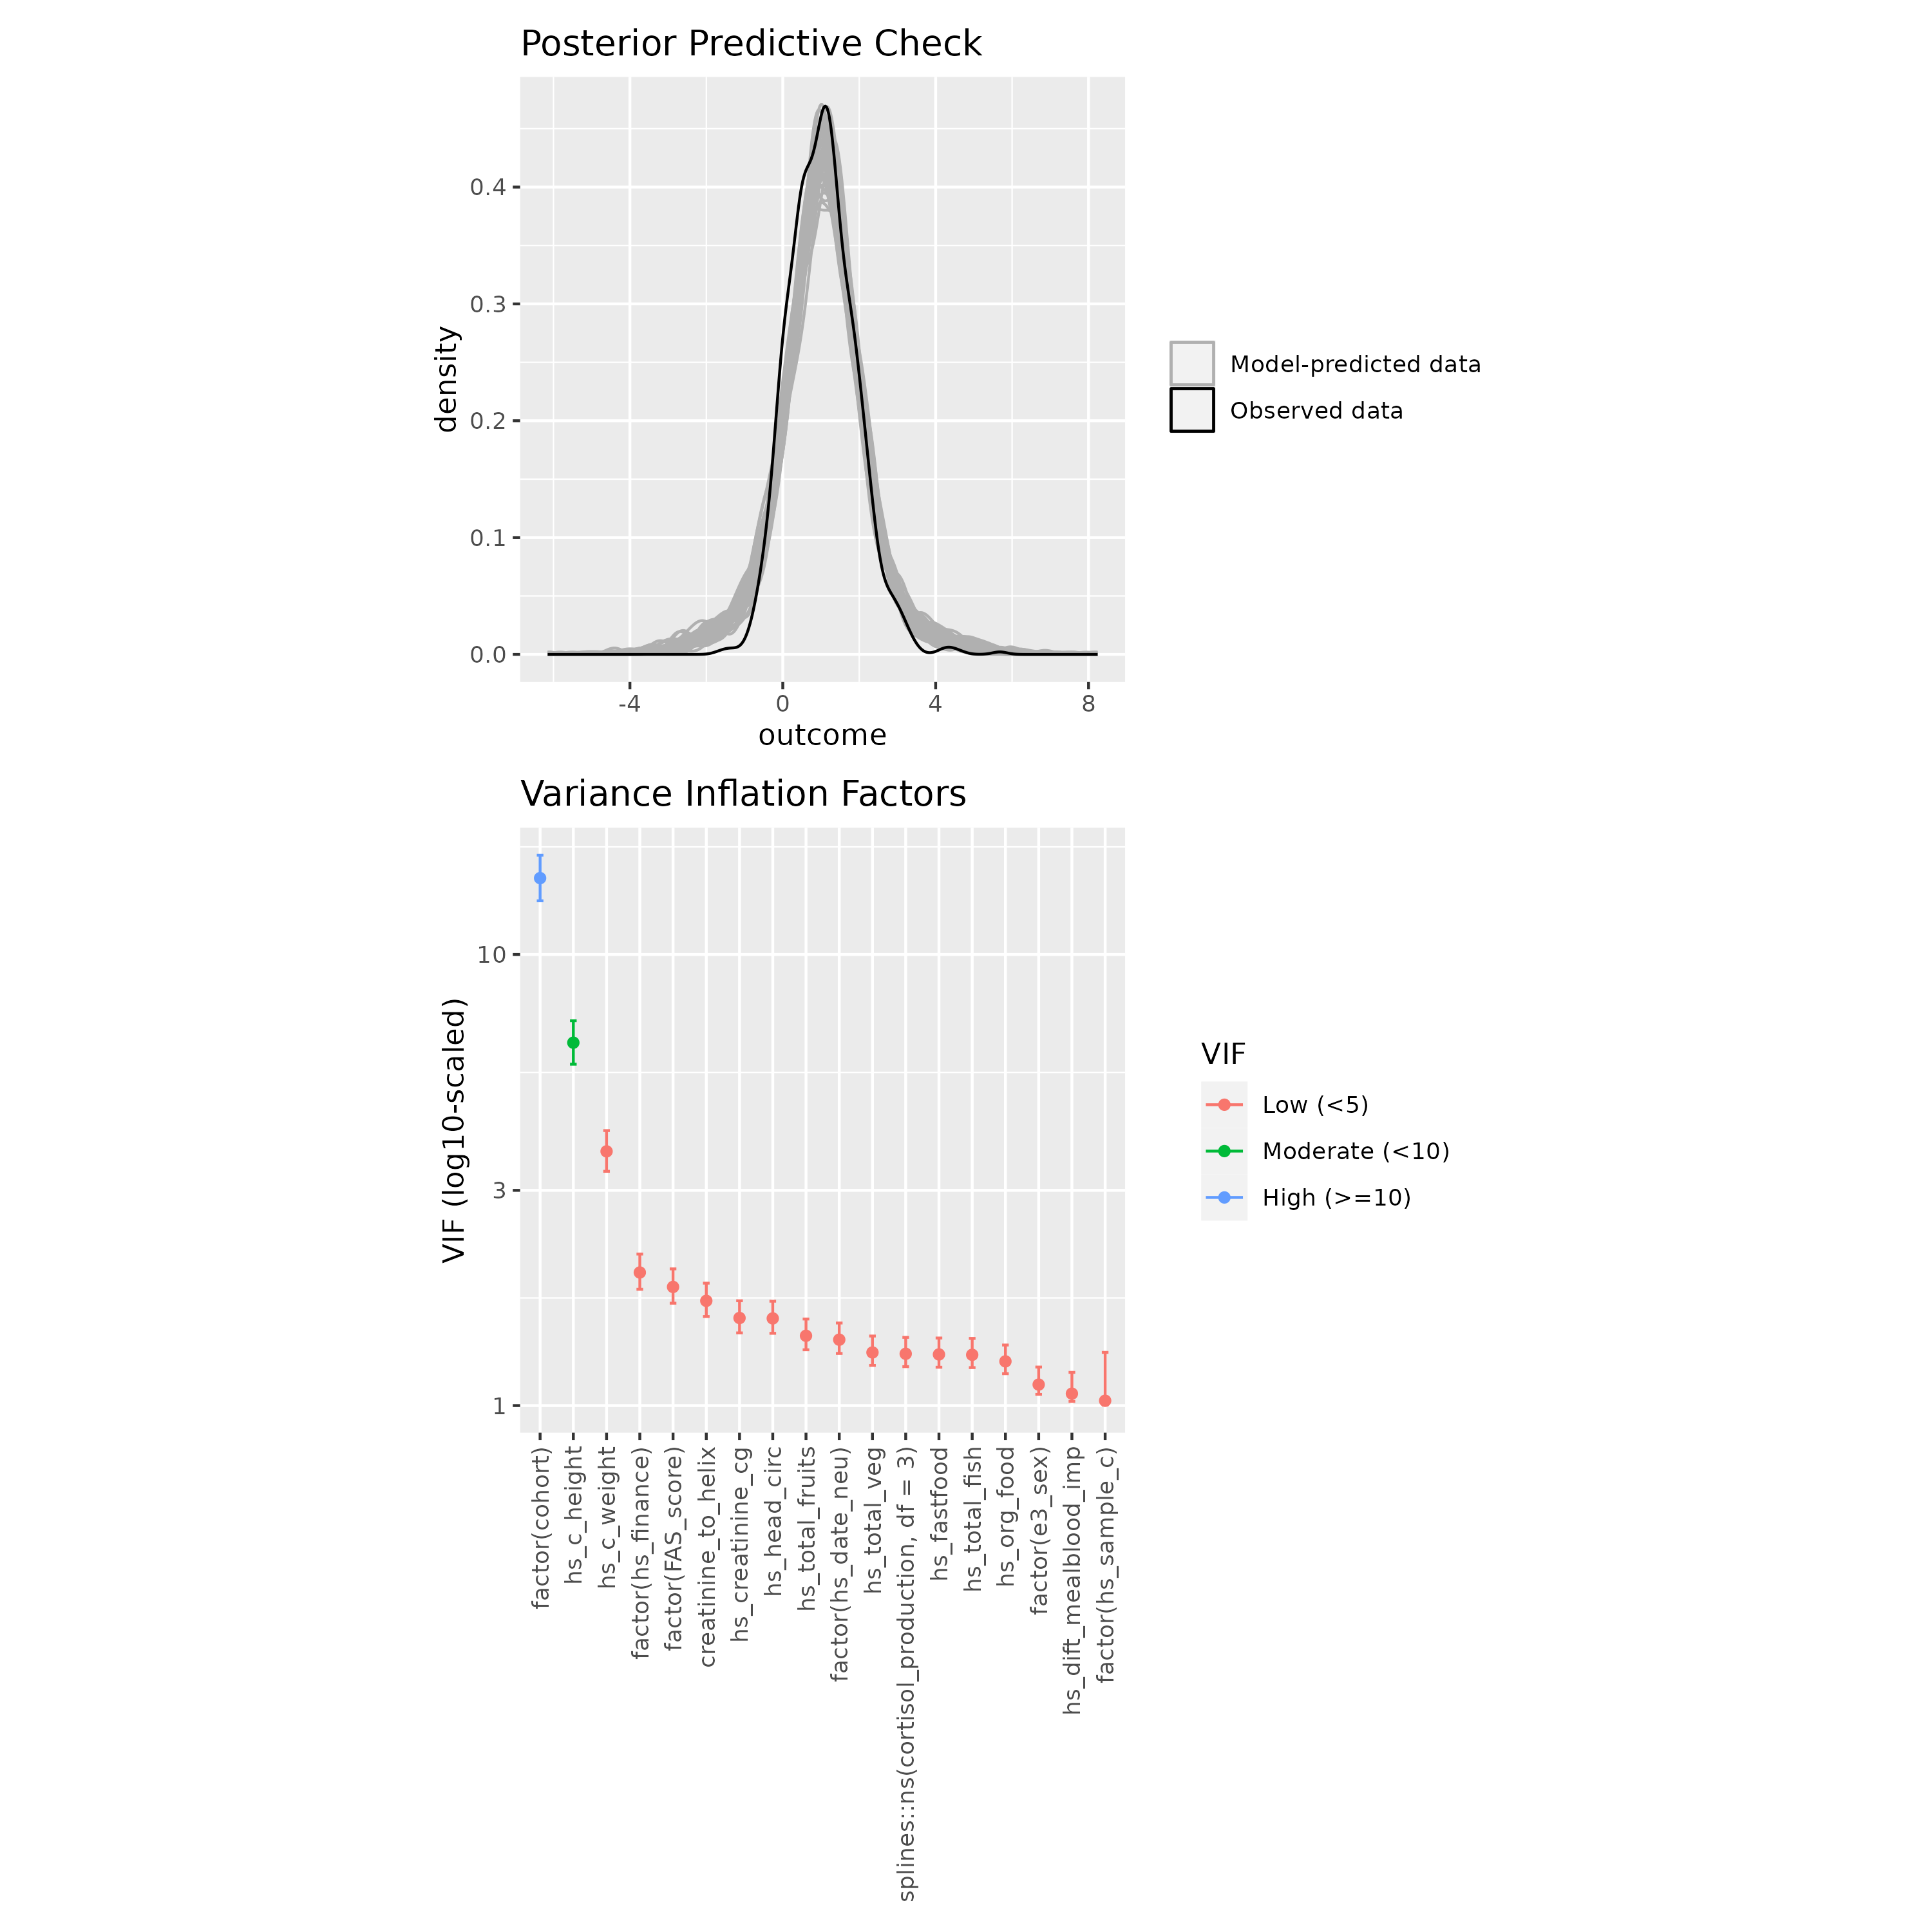 Posterior Predictive Check
density
0.4
0.3
0.2
0.1
0.0
-4
0
4
8
outcome
Model-predicted data
Observed data
Variance Inflation Factors
VIF (log10-scaled)
10
3
1
factor(cohort)
hs_c_height
hs_c_weight
factor(hs_finance)
factor(FAS_score)
creatinine_to_helix
hs_creatinine_cg
hs_head_circ
hs_total_fruits
factor(hs_date_neu)
hs_total_veg
splines::ns(cortisol_production, df = 3)
hs_fastfood
hs_total_fish
hs_org_food
factor(e3_sex)
hs_dift_mealblood_imp
factor(hs_sample_c)
VIF
Low (<5)
Moderate (<10)
High (>=10)